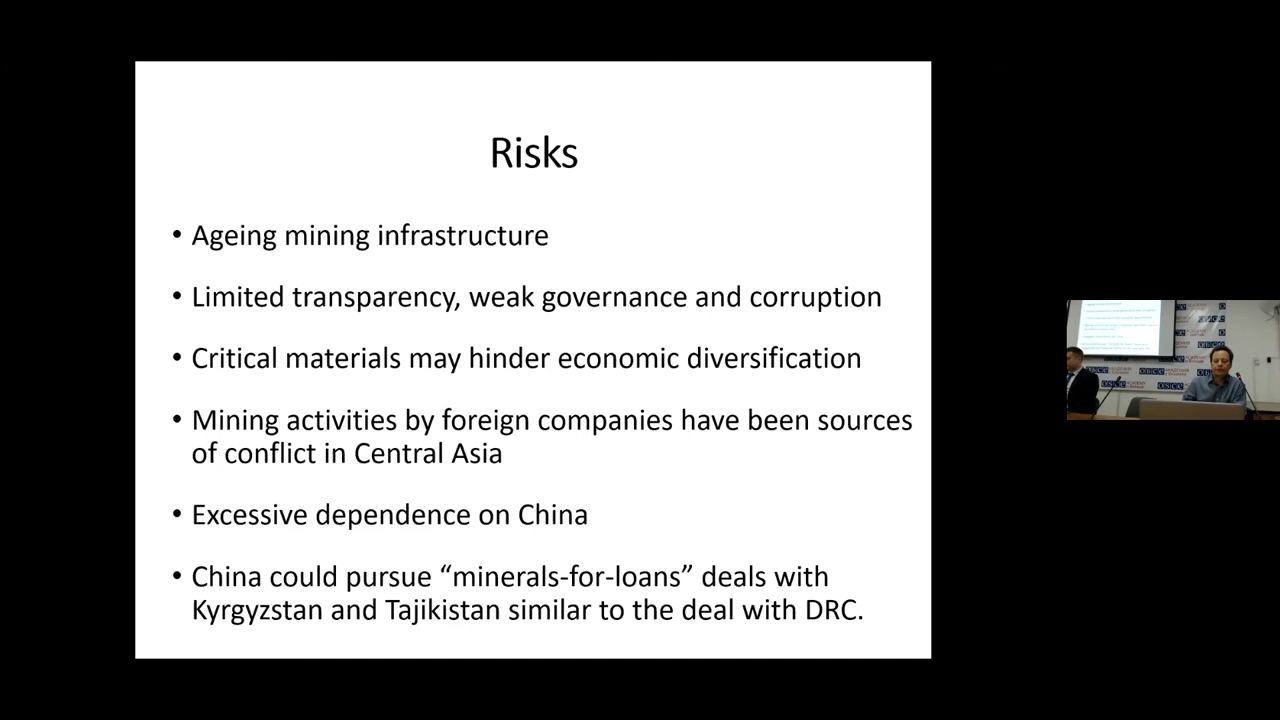 Risks
• Ageing mining infrastructure
• Limited transparency, weak governance and corruption
• Critical materials may hinder economic diversification
• Mining activities by foreign companies have been sources
of conflict in Central Asia
• Excessive dependence on China
• China could pursue “minerals-for-loans” deals with
Kyrgyzstan and Tajikistan similar to the deal with DRC.
osce ACADEMY